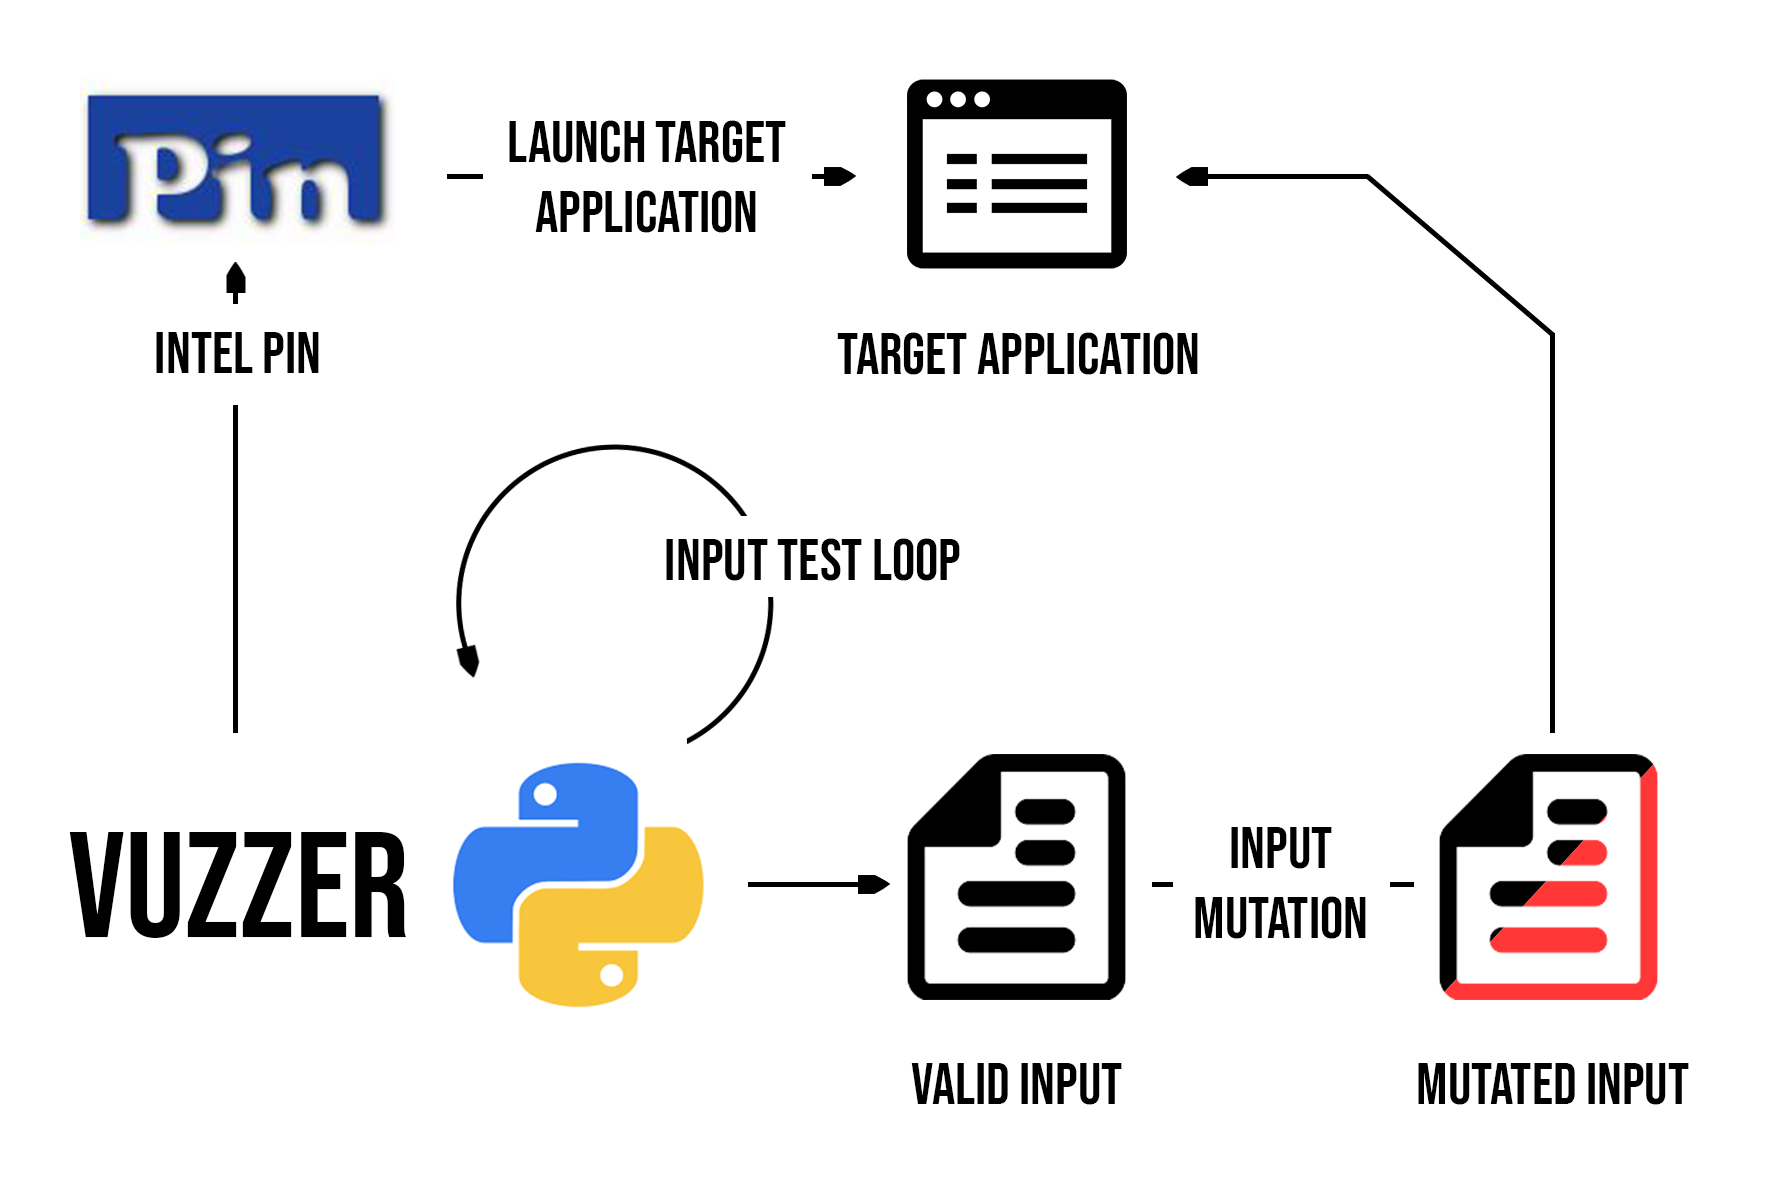 Pin
LAUNCH TARGET
APPLICATION
INTEL PIN
TARGET APPLICATION
INPUT TEST LOOP
VUZZER
INPUT
MUTATION
VALID INPUT
MUTATED INPUT